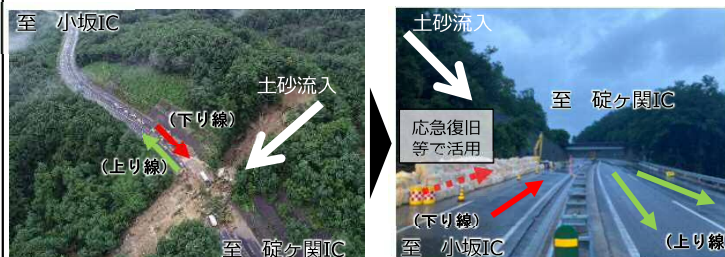 至 小坂IC
土砂流入
(下り線)
(上り線)
至 碇ヶ関IC
土砂流入
至 碇ヶ関IC
応急復旧
等で活用
(下り線)
至 小坂IC
(上り線